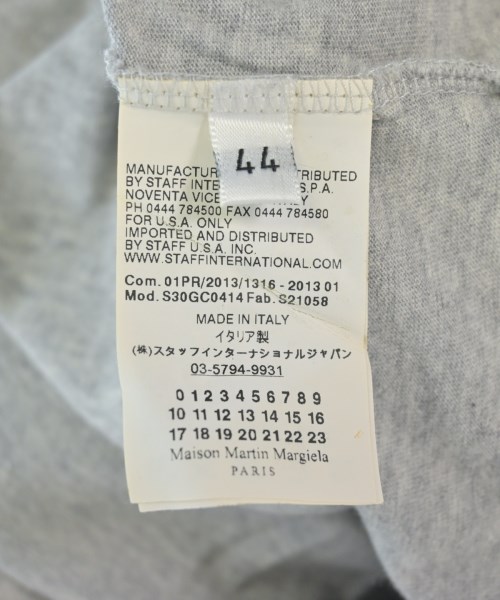 44
MANUFACTUR TRIBUTED
BY STAFF INTE S.P.A.
NOVENTA VICE LY
PH 0444 784500 FAX 0444 784580
FOR U.S.A. ONLY
IMPORTED AND DISTRIBUTED
BY STAFF U.S.A. INC.
WWW.STAFFINTERNATIONAL.COM
Com. 01PR/2013/1316 - 2013 01
Mod. S30GC0414 Fab. S21058
MADE IN ITALY
イタリア製
(株)スタッフインターナショナルジャパン
03-5794-9931
0 1 2 3 4 5 6 7 8 9
10 11 12 13 14 15 16
17 18 19 20 21 22 23
Maison Martin Margiela
PARIS